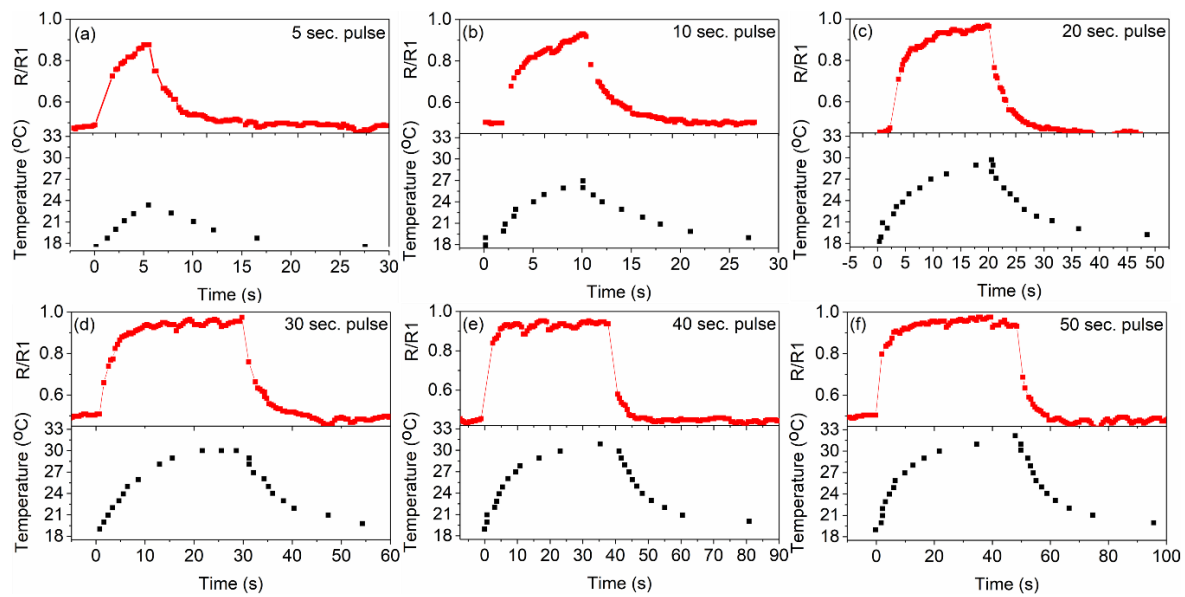 (a) 5 sec. pulse
R/R1
1.0
0.8
0.6
Temperature (°C)
33
30
27
24
21
18
0 5 10 15 20 25 30
Time (s)
(b) 10 sec. pulse
R/R1
1.0
0.8
0.6
Temperature (°C)
33
30
27
24
21
18
0 5 10 15 20 25 30
Time (s)
(c) 20 sec. pulse
R/R1
1.0
0.8
0.6
Temperature (°C)
33
30
27
24
21
18
-5 0 5 10 15 20 25 30 35 40 45 50
Time (s)
(d) 30 sec. pulse
R/R1
1.0
0.8
0.6
Temperature (°C)
33
30
27
24
21
18
0 10 20 30 40 50 60
Time (s)
(e) 40 sec. pulse
R/R1
1.0
0.8
0.6
Temperature (°C)
33
30
27
24
21
18
0 10 20 30 40 50 60 70 80 90
Time (s)
(f) 50 sec. pulse
R/R1
1.0
0.8
0.6
Temperature (°C)
33
30
27
24
21
18
0 20 40 60 80 100
Time (s)